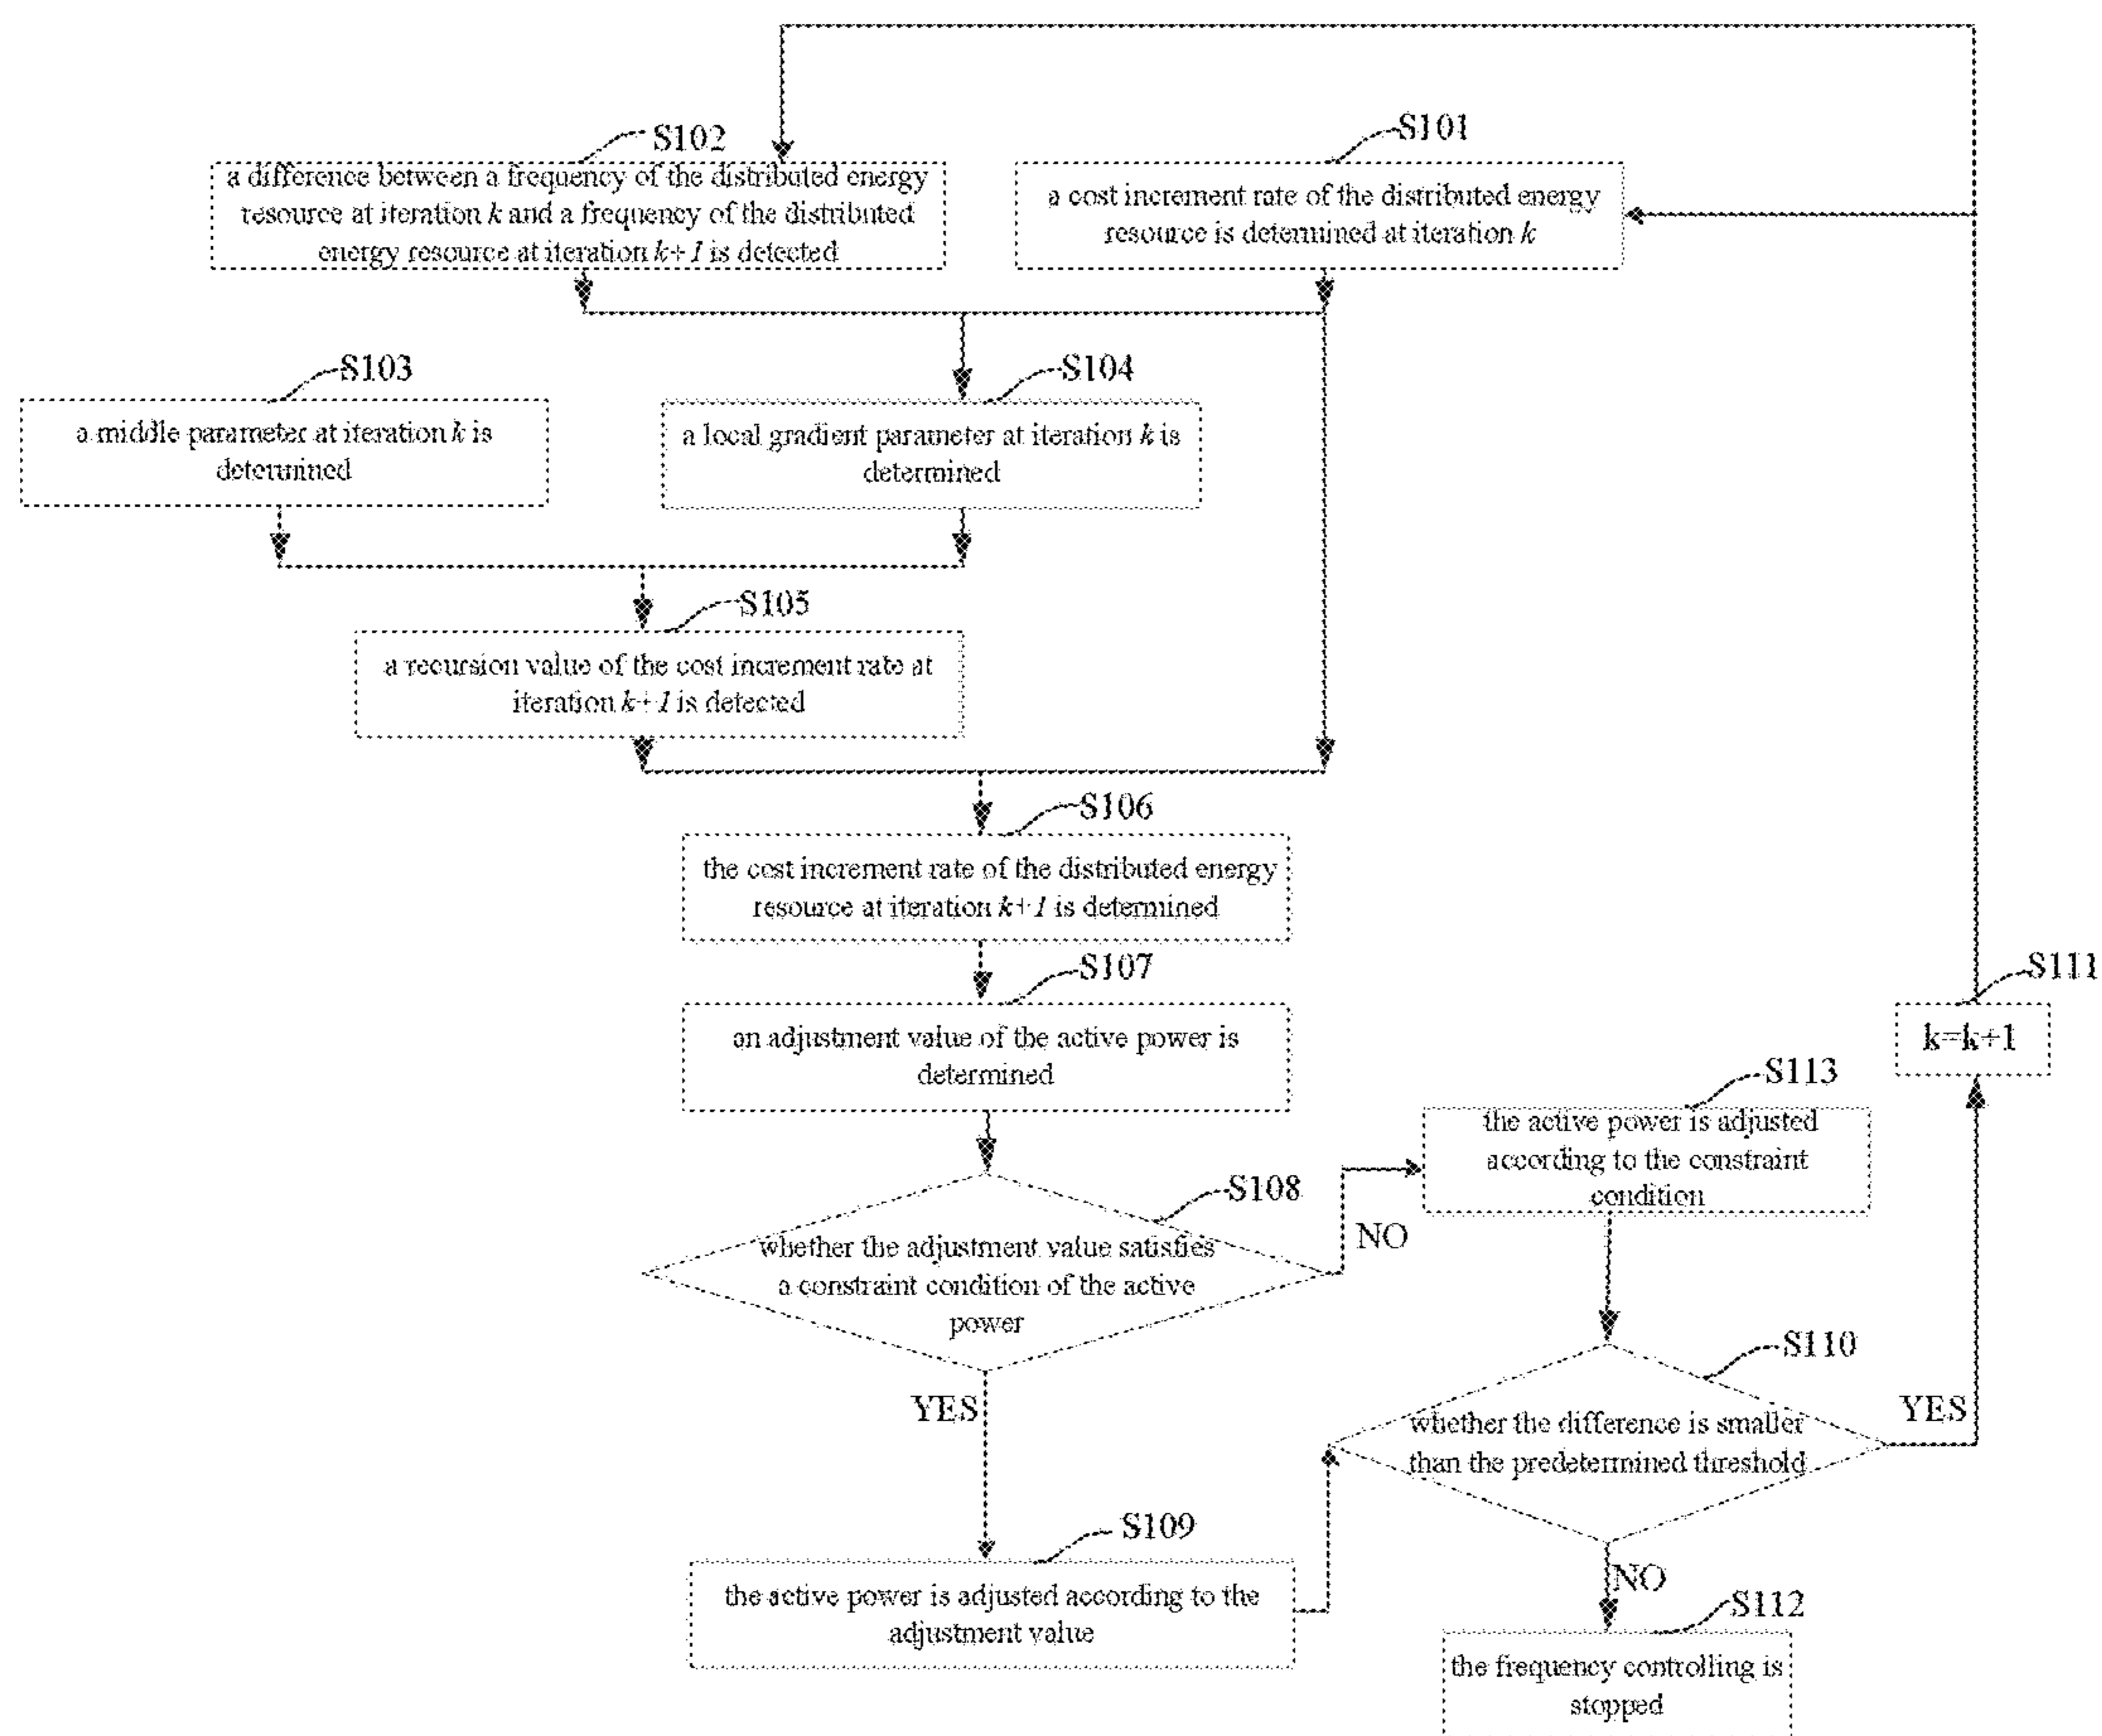 S102
a difference between a frequency of the distributed energy
resource at iteration k and a frequency of the distributed
energy resource at iteration k+1 is detected
S101
a cost increment rate of the distributed energy
resource is determined at iteration k
S103
a middle parameter at iteration k is
determined
S104
a local gradient parameter at iteration k is
determined
S105
a recursion value of the cost increment rate at
iteration k+1 is detected
S106
the cost increment rate of the distributed energy
resource at iteration k+1 is determined
S107
an adjustment value of the active power is
determined
S111
k=k+1
S113
the active power is adjusted
according to the constraint
condition
S108
whether the adjustment value satisfies
a constraint condition of the active
power
NO
YES
S110
whether the difference is smaller
than the predetermined threshold
YES
NO
S109
the active power is adjusted according to the
adjustment value
S112
the frequency controlling is
stopped